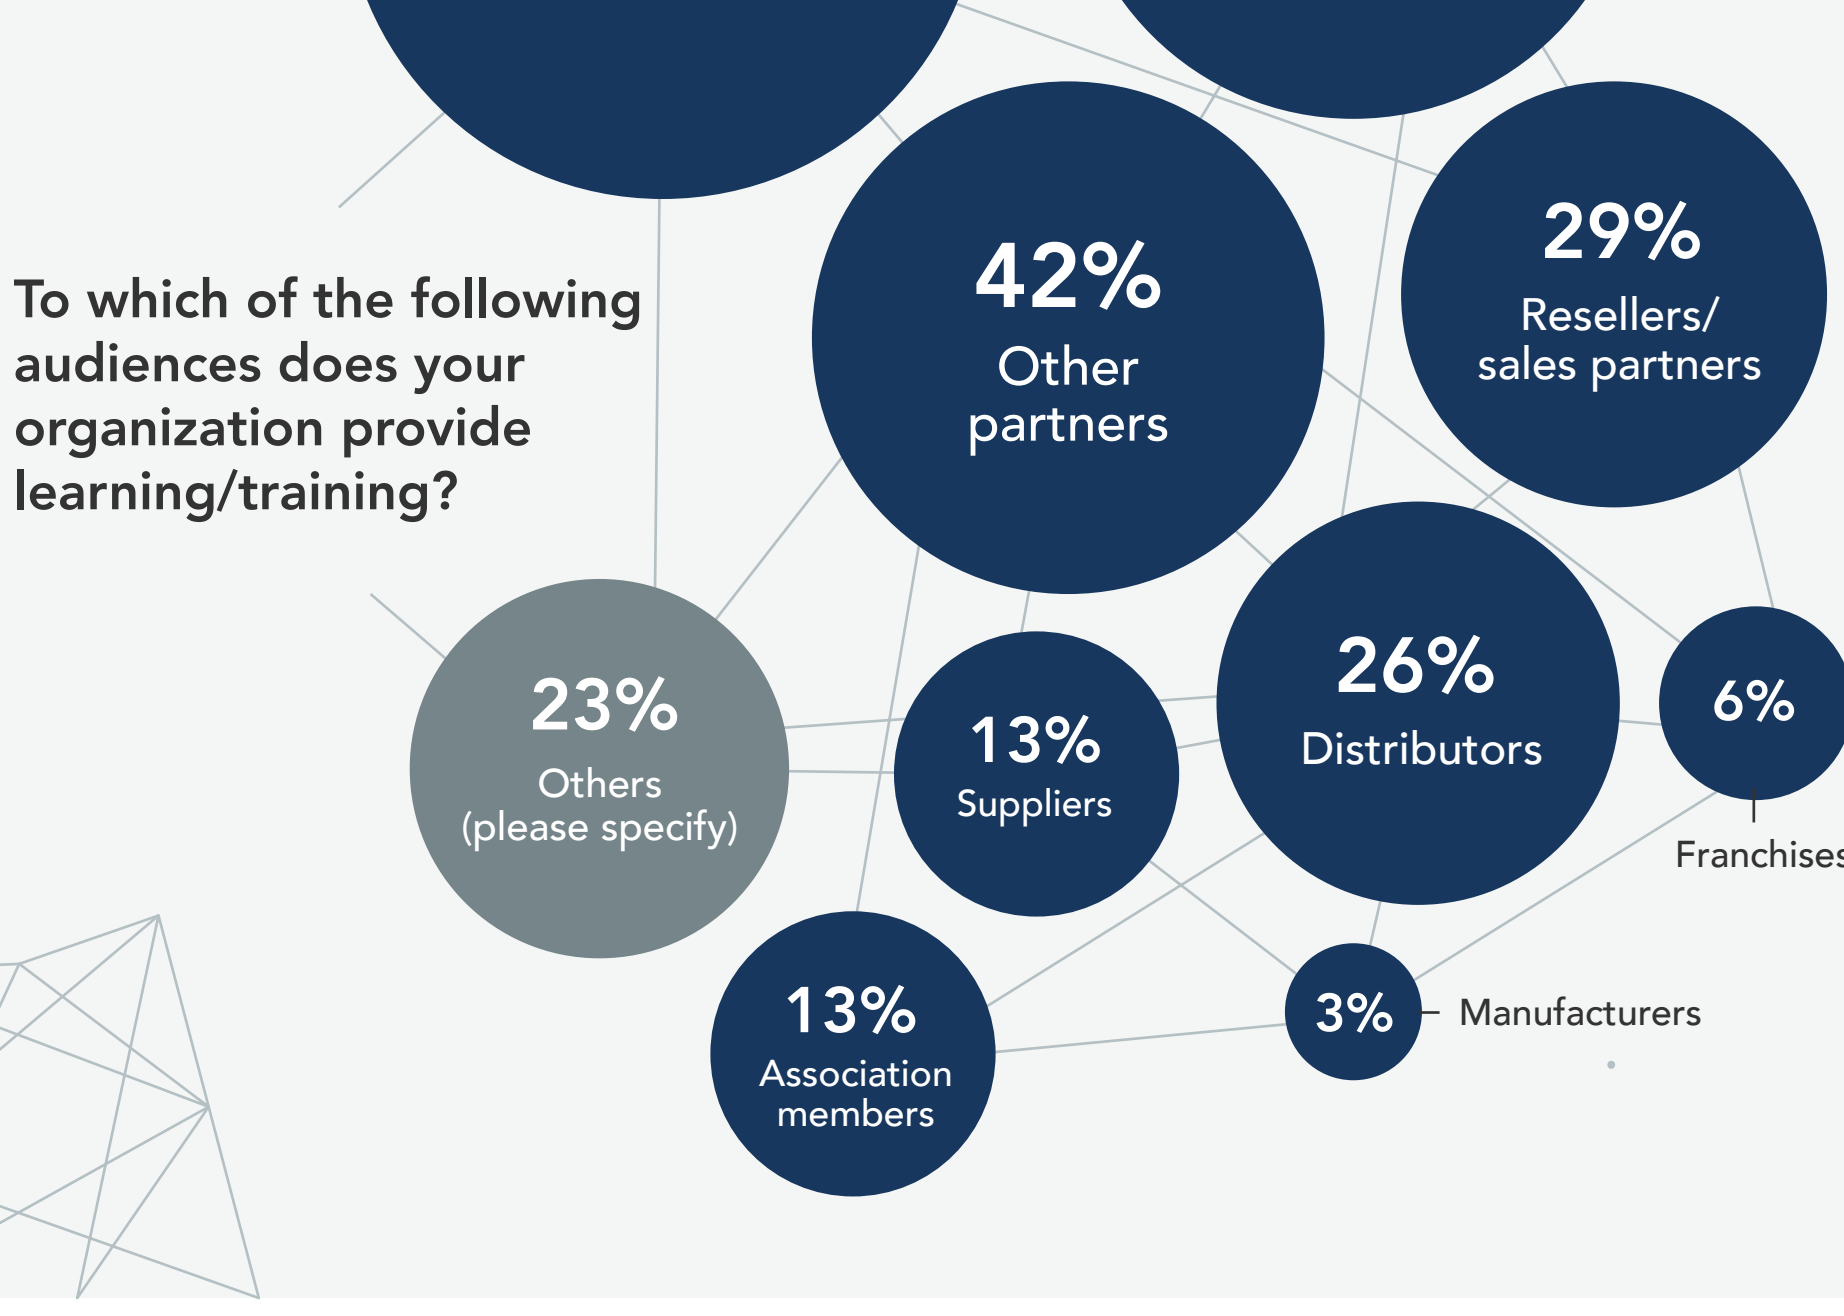 To which of the following
audiences does your
organization provide
learning/training?
42%
Other
partners
29%
Resellers/
sales partners
23%
Others
(please specify)
13%
Suppliers
26%
Distributors
6%
Franchises
13%
Association
members
3%
Manufacturers